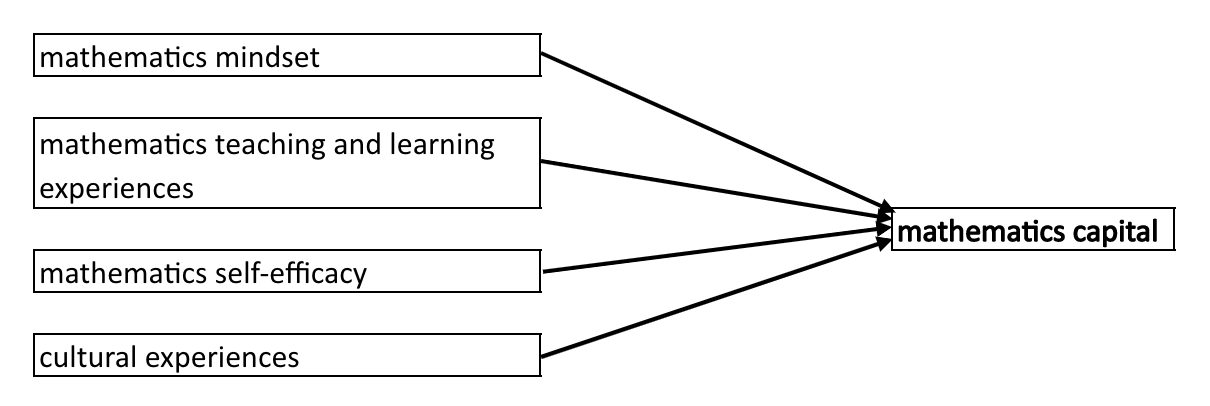 mathematics mindset
mathematics teaching and learning
experiences
mathematics capital
mathematics self-efficacy
cultural experiences